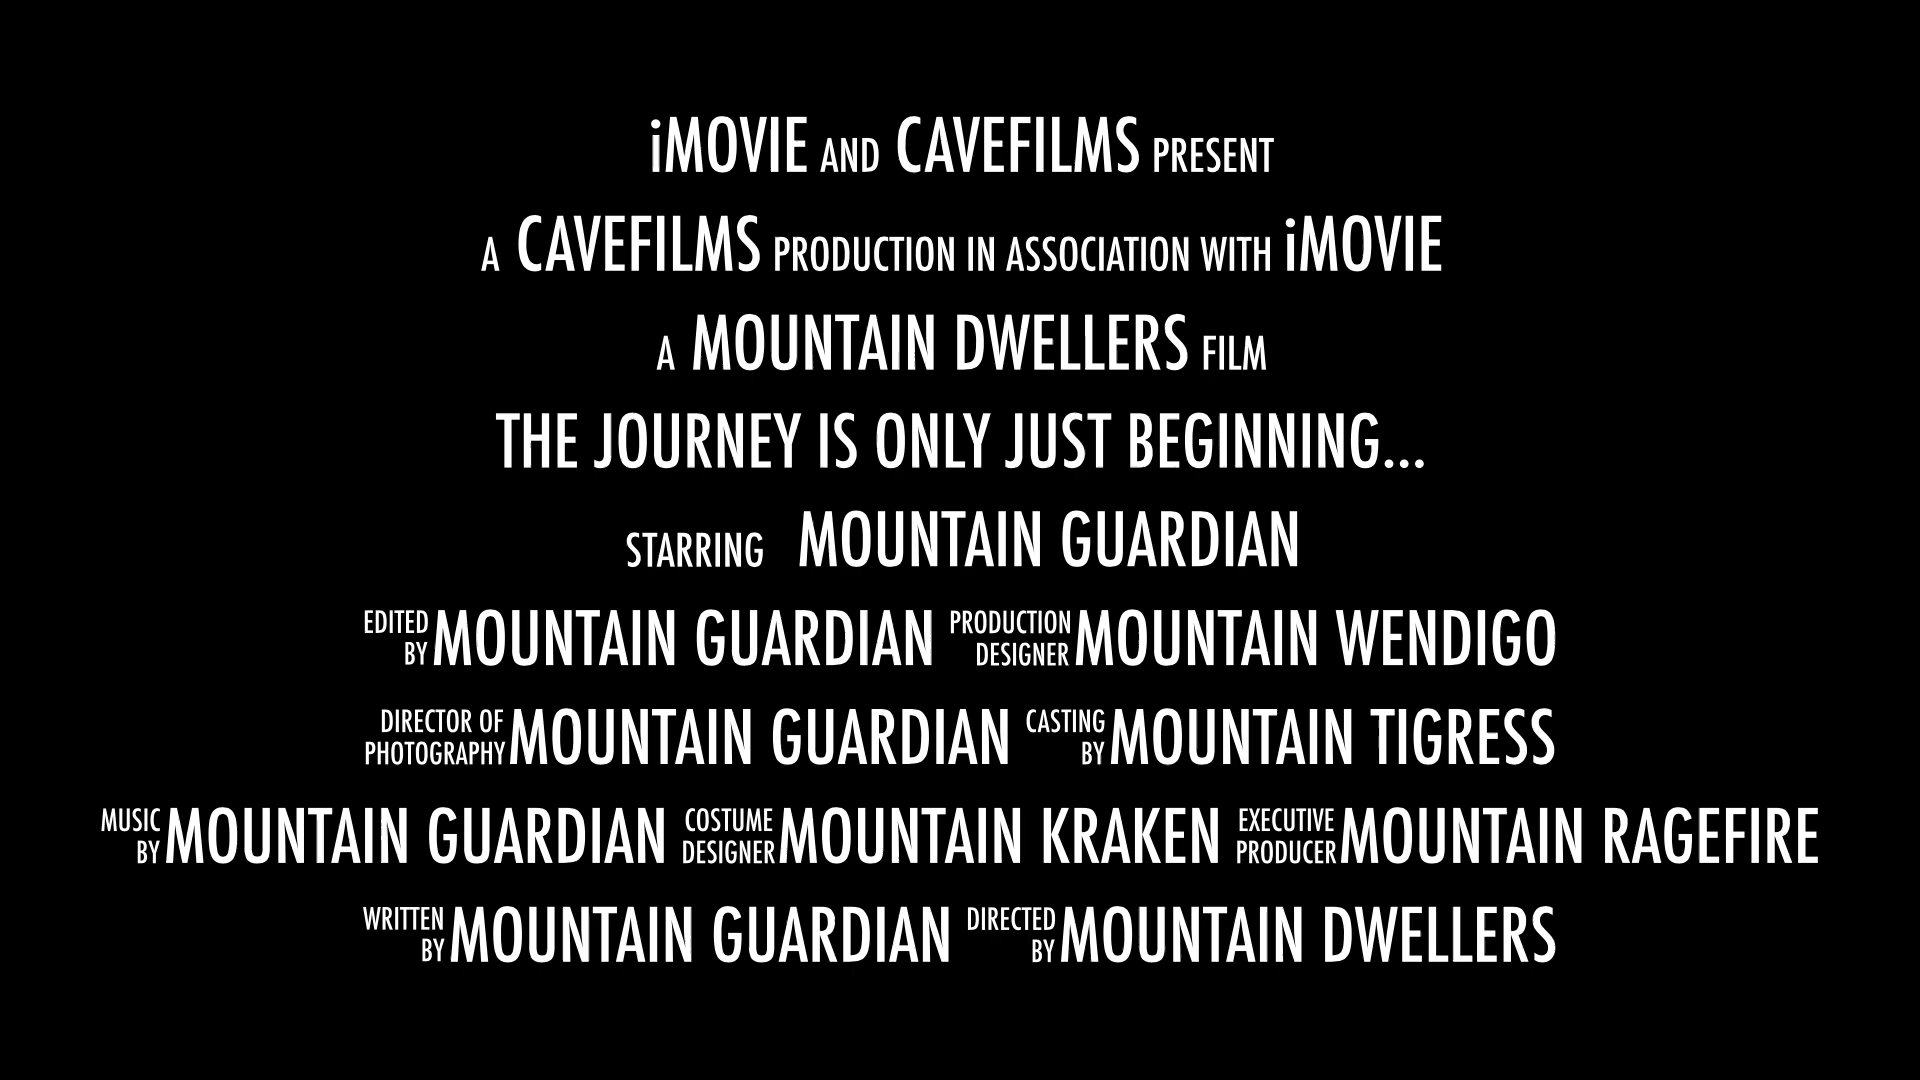 iMOVIE AND CAVEFILMS PRESENT
A CAVEFILMS PRODUCTION IN ASSOCIATION WITH iMOVIE
A MOUNTAIN DWELLERS FILM
THE JOURNEY IS ONLY JUST BEGINNING...
STARRING MOUNTAIN GUARDIAN
EDITED BY MOUNTAIN GUARDIAN PRODUCTION DESIGNER MOUNTAIN WENDIGO
DIRECTOR OF PHOTOGRAPHY MOUNTAIN GUARDIAN CASTING BY MOUNTAIN TIGRESS
MUSIC BY MOUNTAIN GUARDIAN COSTUME DESIGNER MOUNTAIN KRAKEN EXECUTIVE PRODUCER MOUNTAIN RAGEFIRE
WRITTEN BY MOUNTAIN GUARDIAN DIRECTED BY MOUNTAIN DWELLERS